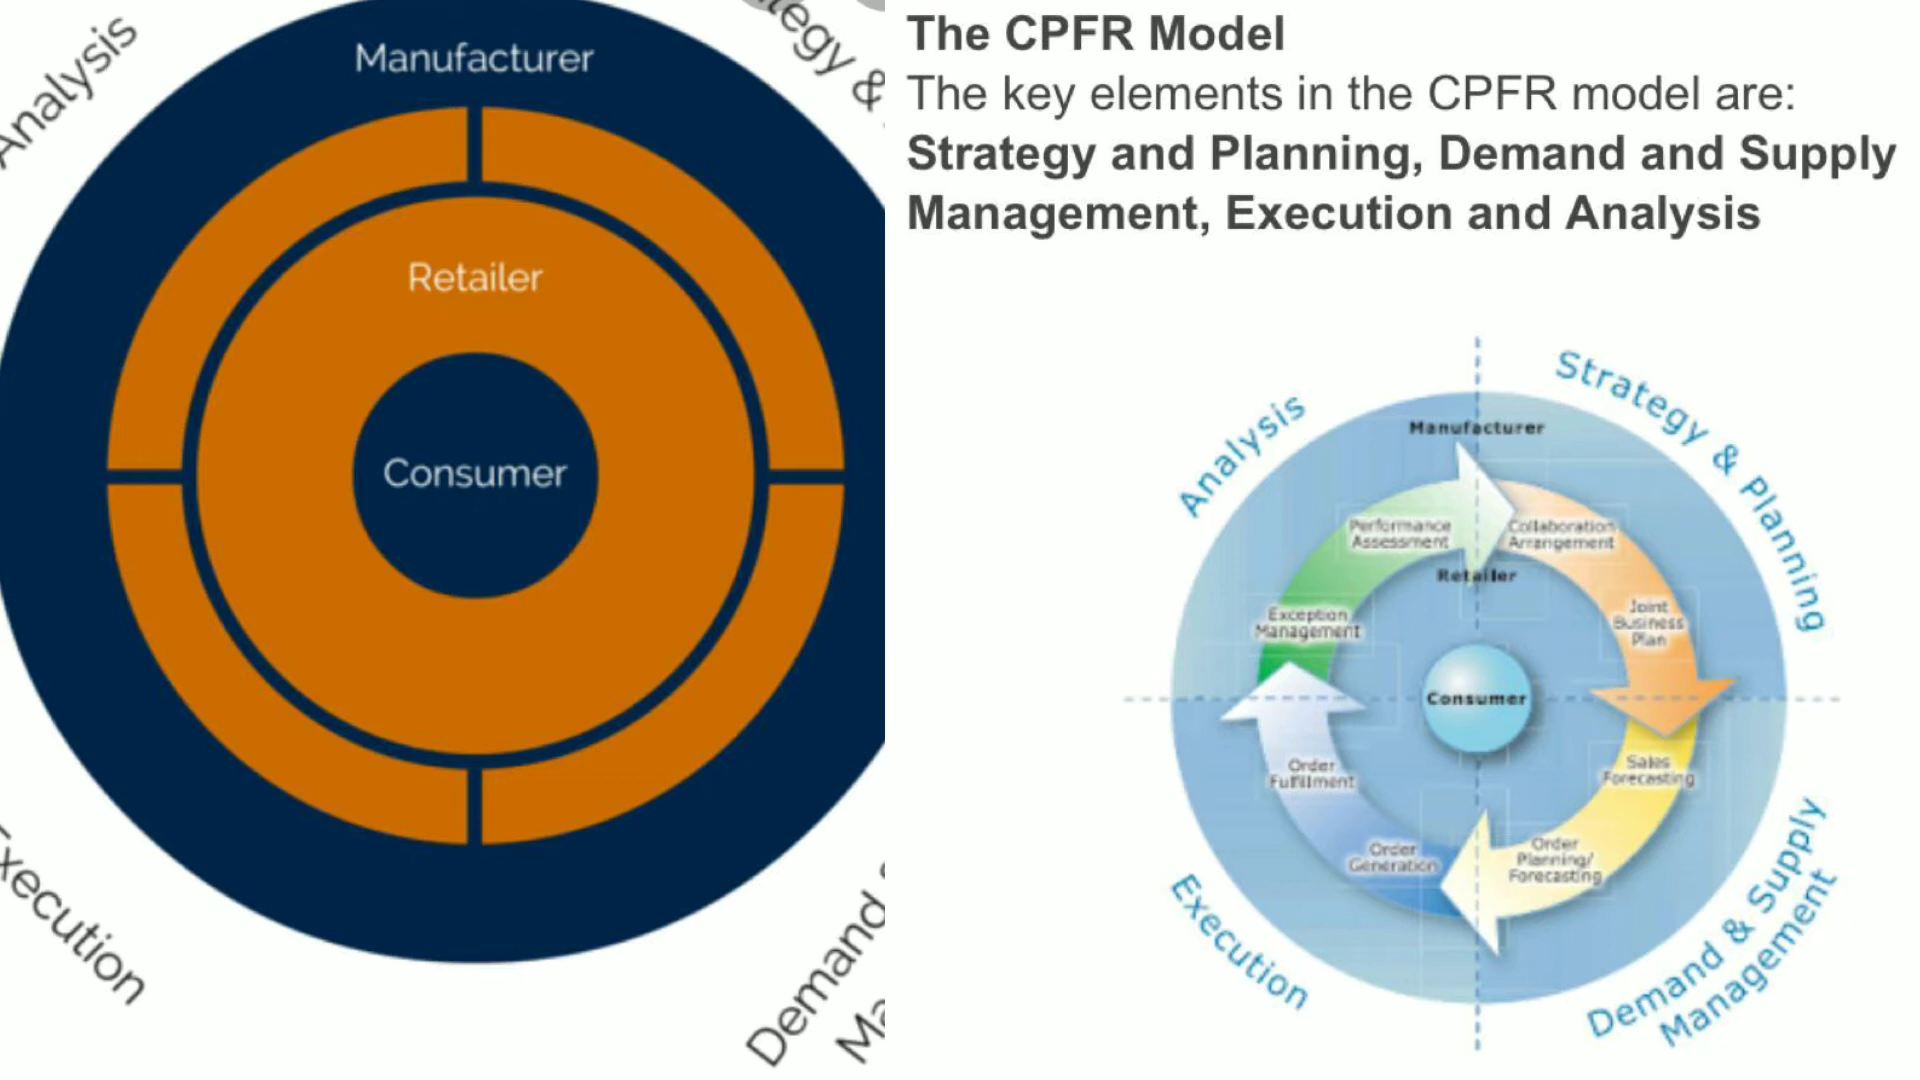 Analysis
Manufacturer
Retailer
Consumer
Execution
Demand
The CPFR Model
The key elements in the CPFR model are:
Strategy and Planning, Demand and Supply
Management, Execution and Analysis
Analysis
Strategy & Planning
Manufacturer
Performance
Assessment
Collaboration
Arrangement
Retailer
Exception
Management
Joint
Business
Plan
Consumer
Order
Fulfillment
Sales
Forecasting
Order
Generation
Order
Planning/
Forecasting
Execution
Demand & Supply
Management